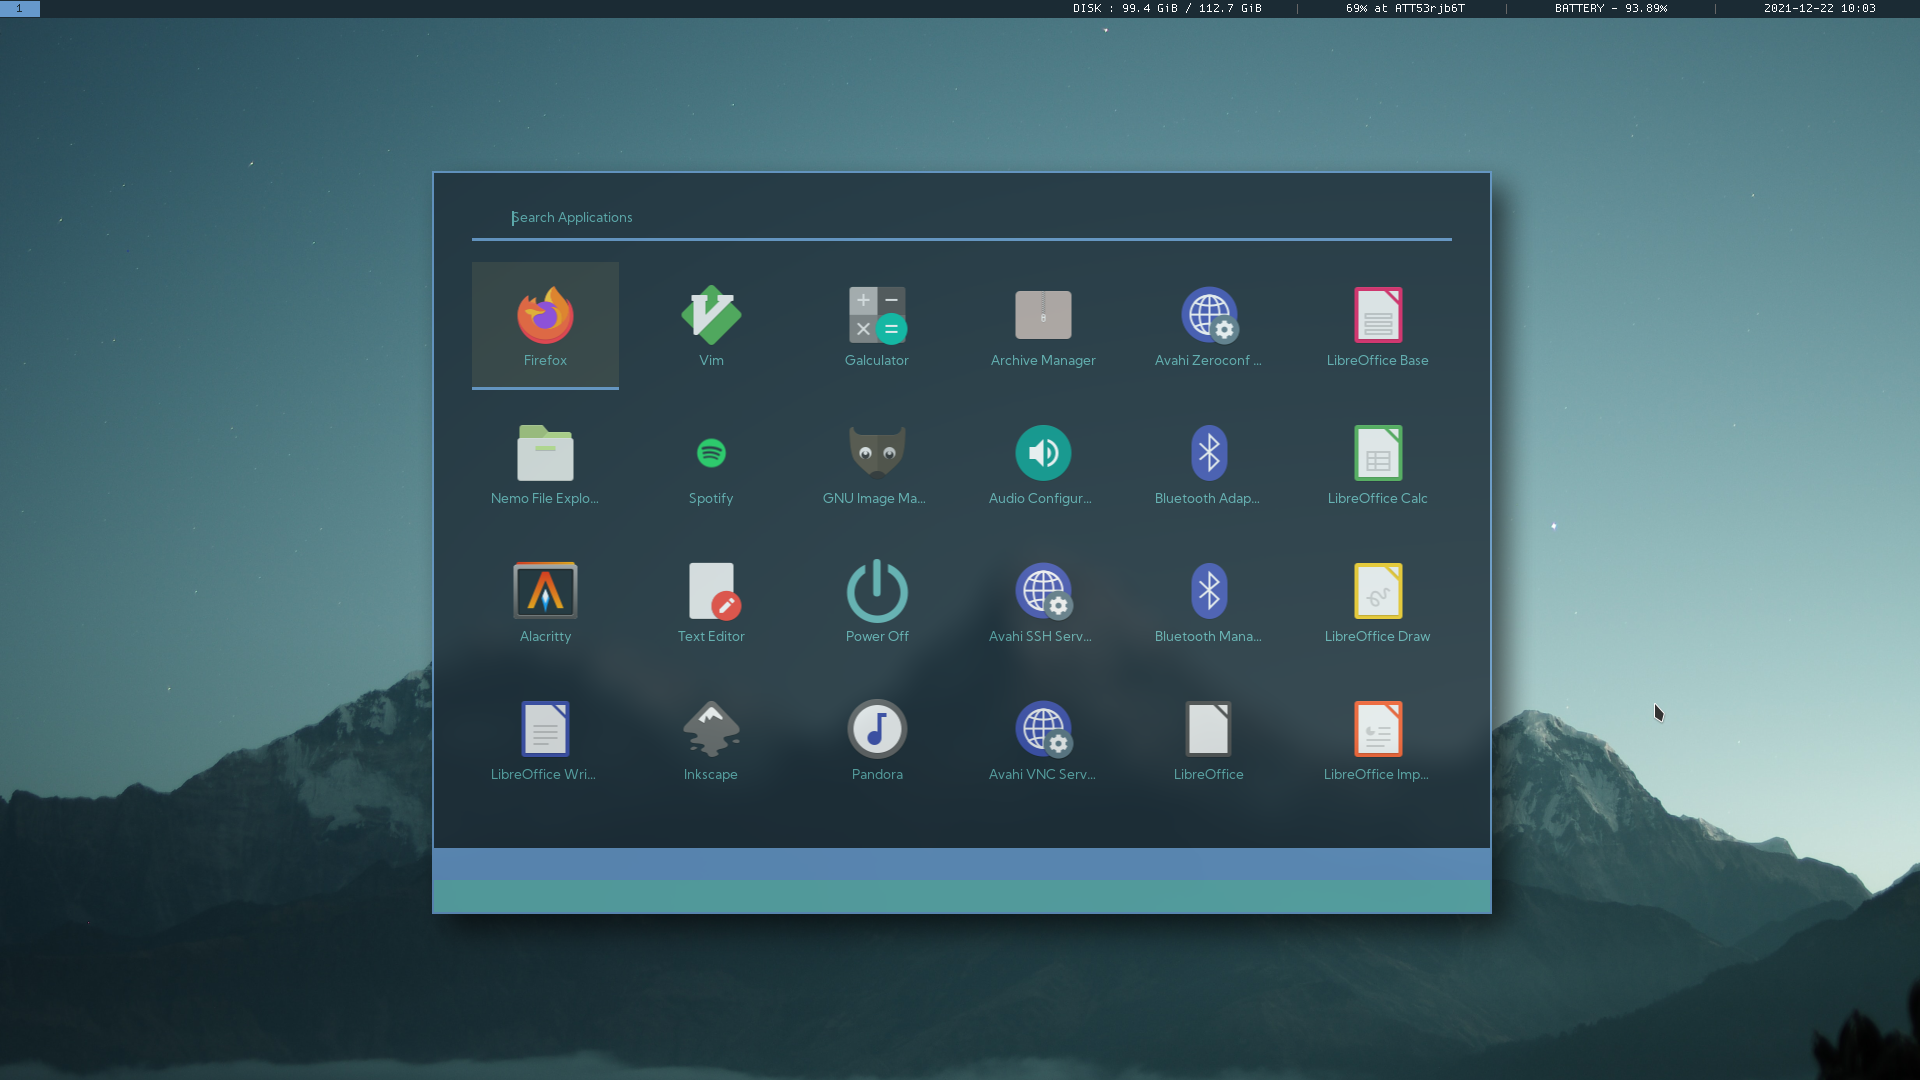 1 DISK : 99.4 GiB / 112.7 GiB | 69% at ATT53rjb6T | BATTERY - 93.89% | 2021-12-22 10:03
Search Applications
Firefox Vim Galculator Archive Manager Avahi Zeroconf ... LibreOffice Base
Nemo File Explo... Spotify GNU Image Ma... Audio Configur... Bluetooth Adap... LibreOffice Calc
Alacritty Text Editor Power Off Avahi SSH Serv... Bluetooth Mana... LibreOffice Draw
LibreOffice Wri... Inkscape Pandora Avahi VNC Serv... LibreOffice LibreOffice Imp...